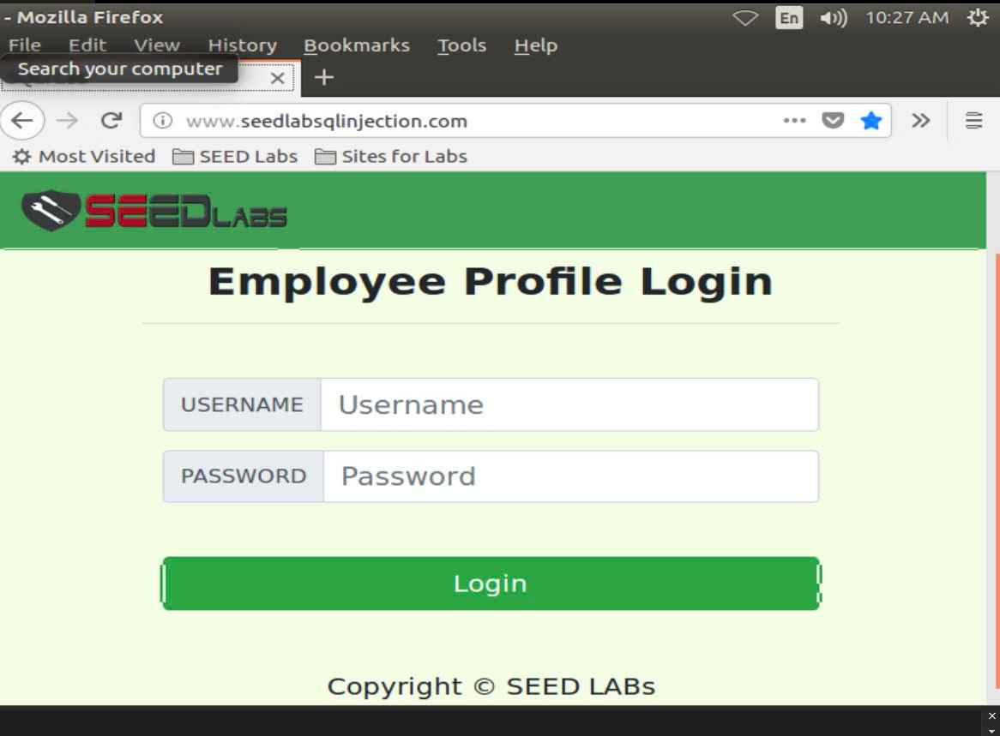 - Mozilla Firefox En 10:27 AM
File Edit View History Bookmarks Tools Help
Search your computer
www.seedlabsqlinjection.com
Most Visited SEED Labs Sites for Labs
SEEDLABS
Employee Profile Login
USERNAME Username
PASSWORD Password
Login
Copyright © SEED LABs